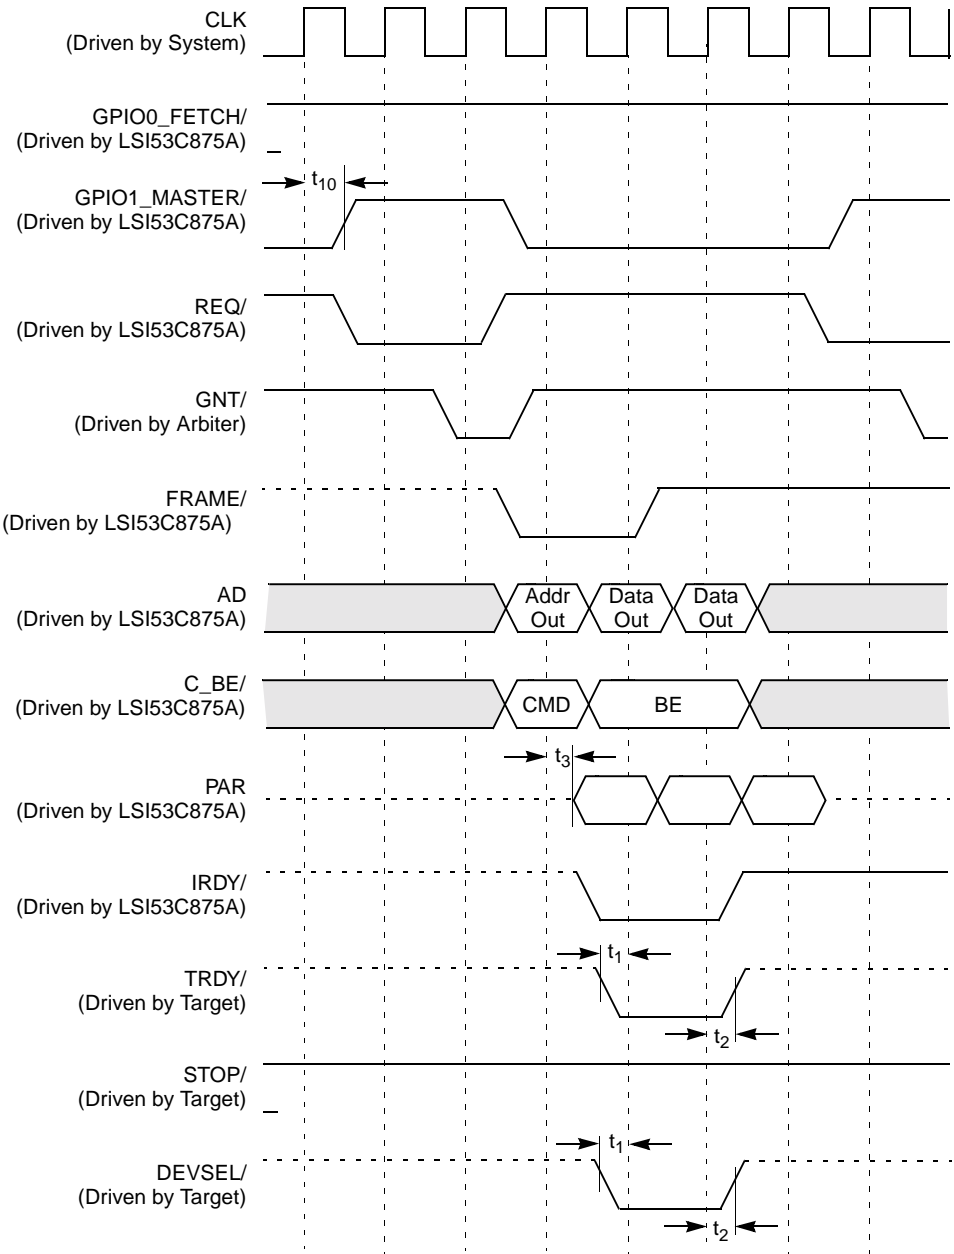 CLK
(Driven by System)
GPIO0_FETCH/
(Driven by LSI53C875A)
t10
GPIO1_MASTER/
(Driven by LSI53C875A)
REQ/
(Driven by LSI53C875A)
GNT/
(Driven by Arbiter)
FRAME/
(Driven by LSI53C875A)
AD
(Driven by LSI53C875A)
Addr
Out
Data
Out
Data
Out
C_BE/
(Driven by LSI53C875A)
CMD
BE
t3
PAR
(Driven by LSI53C875A)
IRDY/
(Driven by LSI53C875A)
t1
TRDY/
(Driven by Target)
t2
STOP/
(Driven by Target)
t1
DEVSEL/
(Driven by Target)
t2